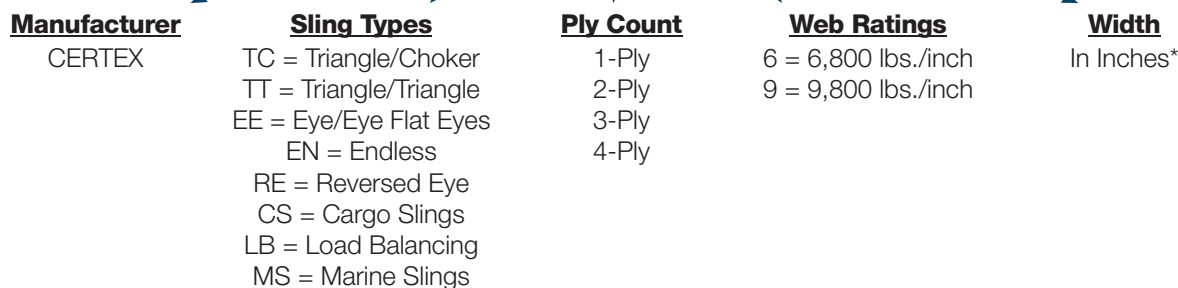 Manufacturer Sling Types Ply Count Web Ratings Width
CERTEX TC = Triangle/Choker 1-Ply 6 = 6,800 lbs./inch In Inches*
TT = Triangle/Triangle 2-Ply 9 = 9,800 lbs./inch
EE = Eye/Eye Flat Eyes 3-Ply
EN = Endless 4-Ply
RE = Reversed Eye
CS = Cargo Slings
LB = Load Balancing
MS = Marine Slings